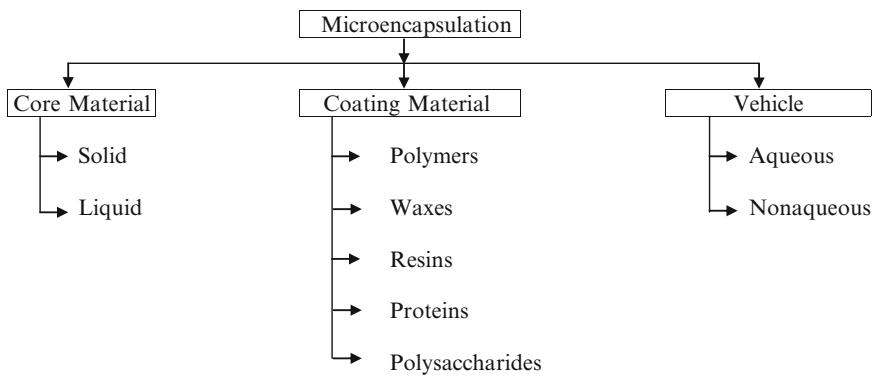 Microencapsulation
Core Material
Coating Material
Vehicle
Solid
Liquid
Polymers
Waxes
Resins
Proteins
Polysaccharides
Aqueous
Nonaqueous